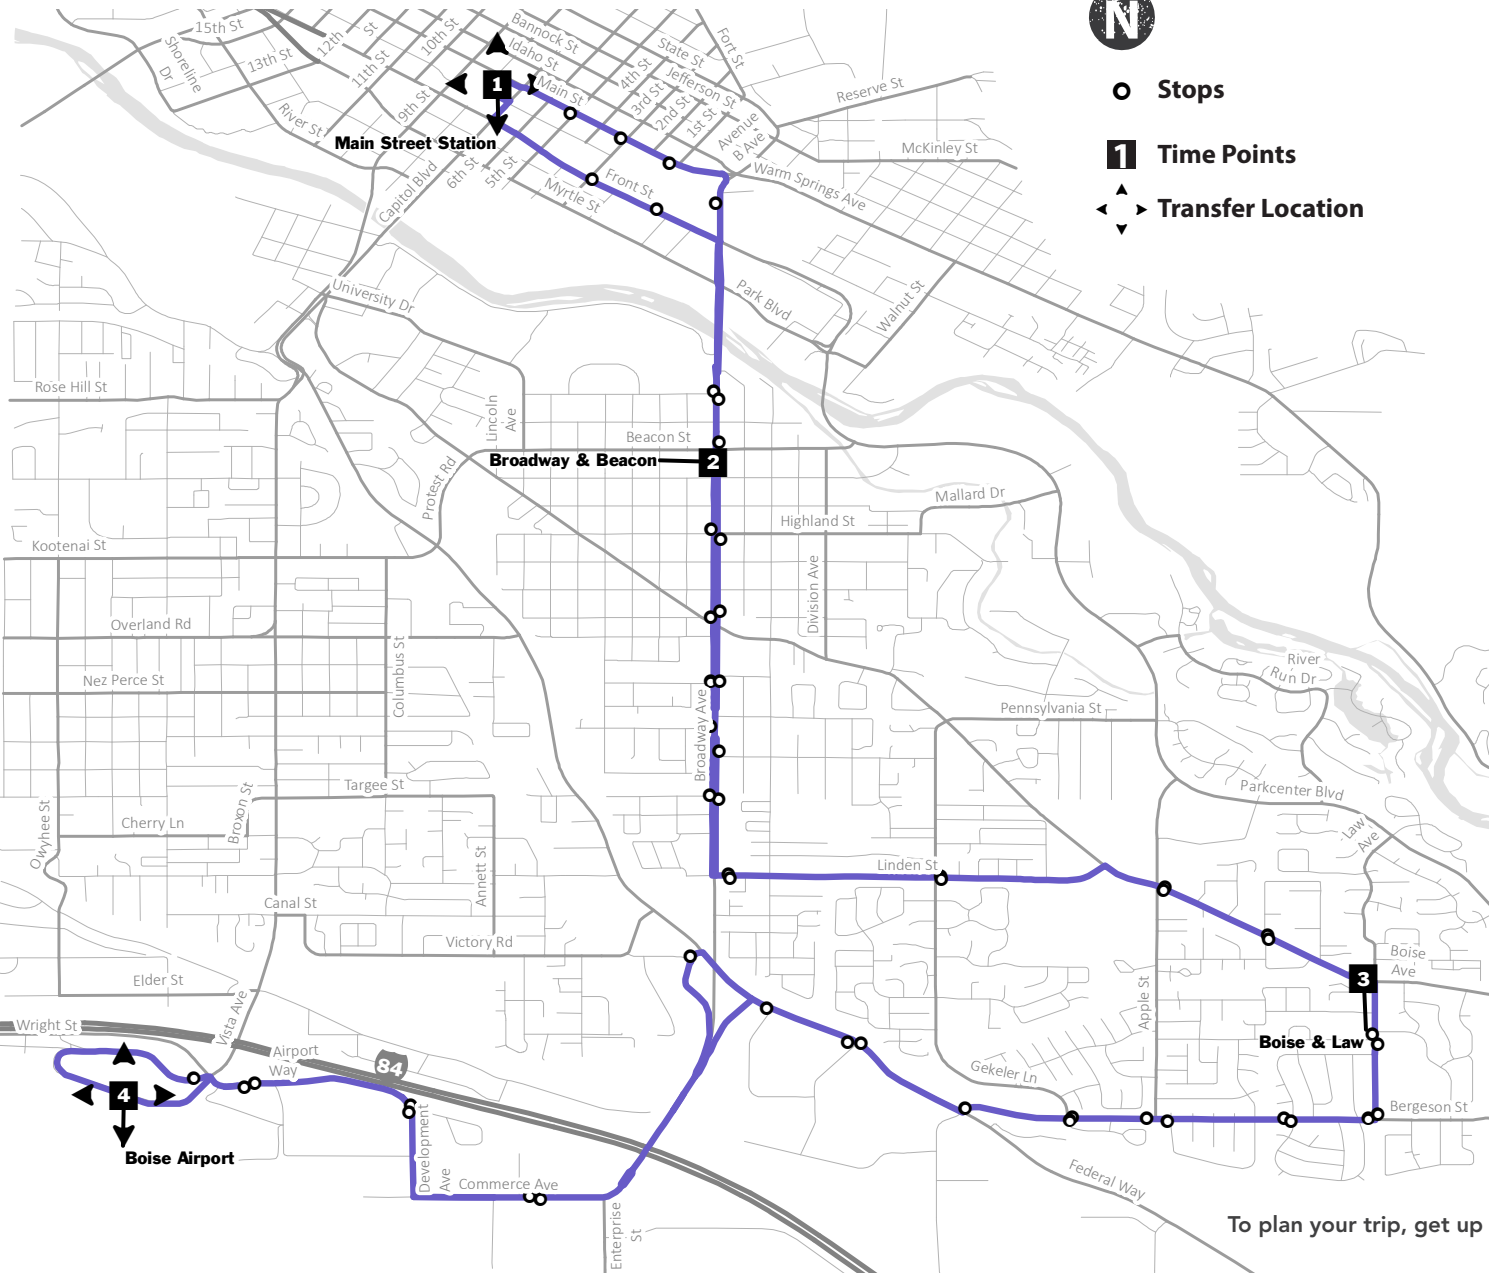 N
Stops
1 Time Points
Transfer Location
15th St
Shoreline
Dr
13th St
12th
St
11th St
10th St
9th St
Bannock St
Idaho St
Main St
State St
Jefferson St
Fort St
4th St
3rd St
2nd St
1st St
Avenue
B Ave
Reserve St
McKinley St
Warm Springs Ave
River St
1
Main Street Station
Capitol Blvd
6th St
5th St
Front St
Myrtle St
University Dr
Park Blvd
Walnut St
Rose Hill St
Lincoln
Ave
Beacon St
Broadway & Beacon
2
Protest Rd
Mallard Dr
Highland St
Kootenai St
Division Ave
Overland Rd
Columbus St
Nez Perce St
River
Run Dr
Pennsylvania St
Broadway Ave
Targee St
Parkcenter Blvd
Owyhee St
Cherry Ln
Broxon St
Law
Ave
Annett St
Linden St
Canal St
Victory Rd
Boise
Ave
3
Elder St
Apple St
Wright St
Vista Ave
Boise & Law
Airport
Way
84
Gekeler Ln
4
Bergeson St
Development
Ave
Boise Airport
Commerce Ave
Federal Way
Enterprise
St
To plan your trip, get up